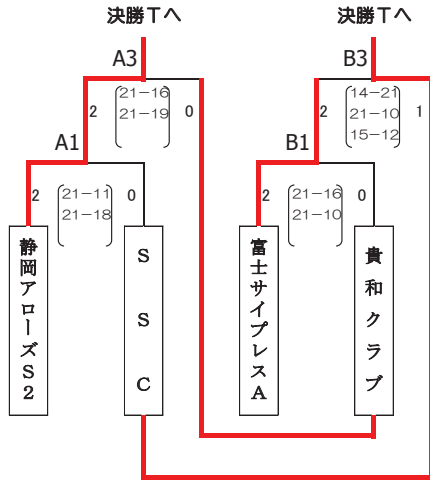 決勝Tへ 決勝Tへ
A3 B3
2 21-16 0 2 14-21 1
21-19 21-10
15-12
A1 B1
2 21-11 0 2 21-16 0
21-18 21-10
静岡アローズS2
SSC
富士サイプレスA
貴和クラブ